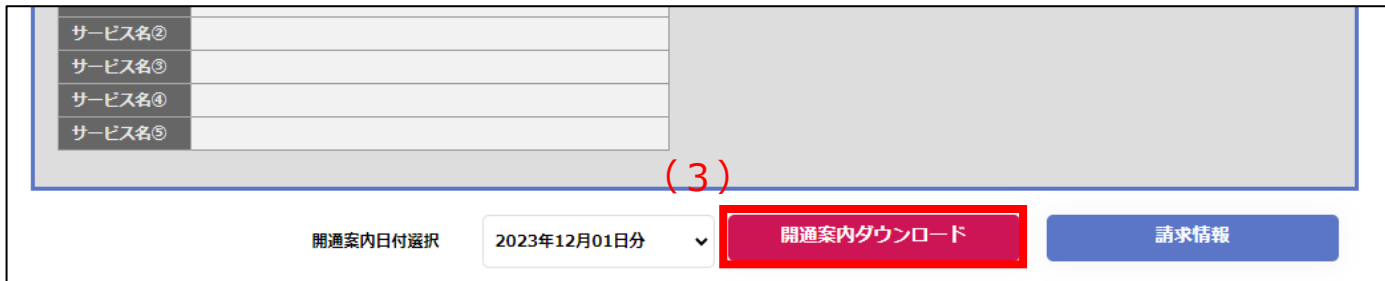 サービス名②
サービス名③
サービス名④
サービス名⑤
(3)
開通案内日付選択 2023年12月01日分 開通案内ダウンロード 請求情報